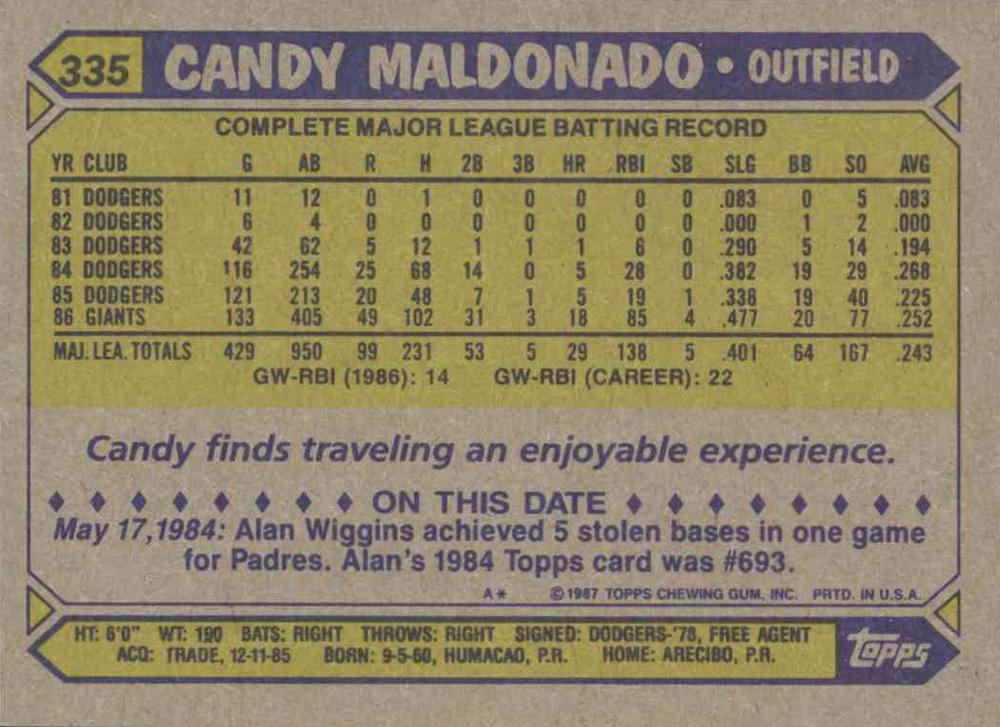 335 CANDY MALDONADO • OUTFIELD
COMPLETE MAJOR LEAGUE BATTING RECORD
YR CLUB G AB R H 2B 3B HR RBI SB SLG BB SO AVG
81 DODGERS 11 12 0 1 0 0 0 0 0 .083 0 5 .083
82 DODGERS 6 4 0 0 0 0 0 0 0 .000 1 2 .000
83 DODGERS 42 62 5 12 1 1 1 6 0 .290 5 14 .194
84 DODGERS 116 254 25 68 14 0 5 28 0 .382 19 29 .268
85 DODGERS 121 213 20 48 7 1 5 19 1 .338 19 40 .225
86 GIANTS 133 405 49 102 31 3 18 85 4 .477 20 77 .252
MAJ. LEA. TOTALS 429 950 99 231 53 5 29 138 5 .401 64 167 .243
GW-RBI (1986): 14 GW-RBI (CAREER): 22
Candy finds traveling an enjoyable experience.
♦ ♦ ♦ ♦ ♦ ♦ ♦ ♦ ON THIS DATE ♦ ♦ ♦ ♦ ♦ ♦ ♦ ♦
May 17,1984: Alan Wiggins achieved 5 stolen bases in one game
for Padres. Alan's 1984 Topps card was #693.
A* ©1987 TOPPS CHEWING GUM, INC. PRTD. IN U.S.A.
HT: 6'0" WT: 190 BATS: RIGHT THROWS: RIGHT SIGNED: DODGERS-'78, FREE AGENT
ACQ: TRADE, 12-11-85 BORN: 9-5-60, HUMACAO, P.R. HOME: ARECIBO, P.R.
topps